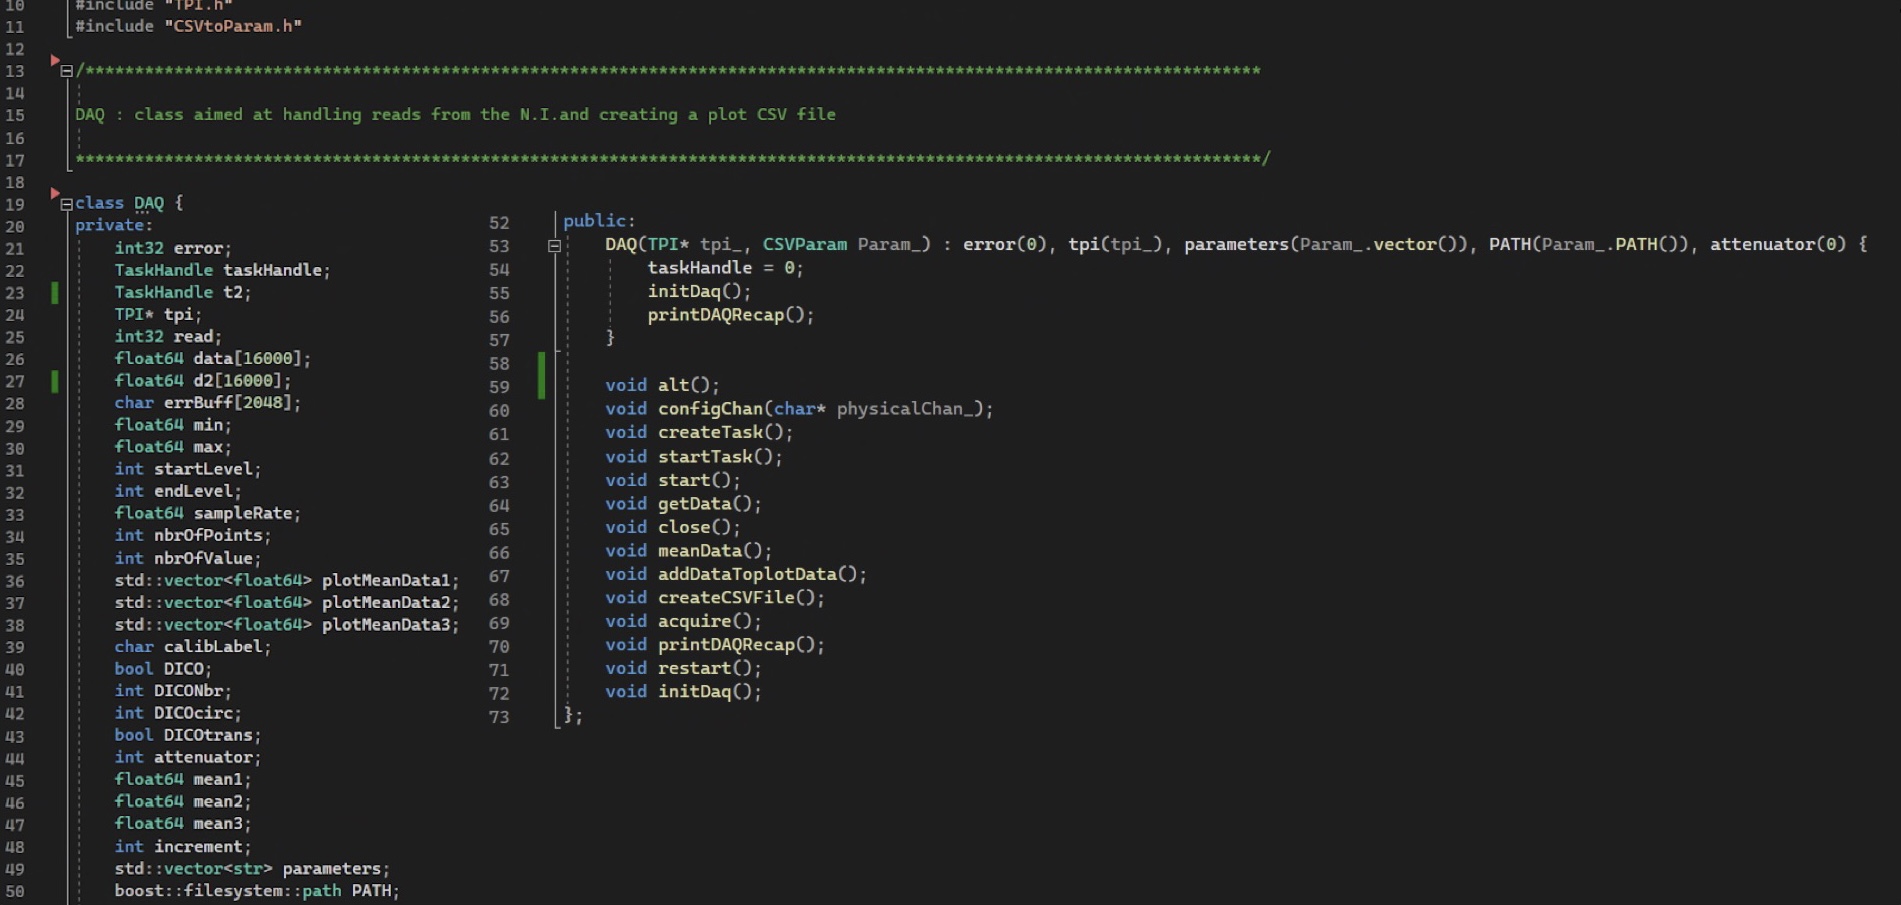 10 #include "TPI.h"
11 #include "CSVtoParam.h"
12
13 /************************************************************************************************************************
14
15 DAQ : class aimed at handling reads from the N.I.and creating a plot CSV file
16
17 *************************************************************************************************************************/
18
19 class DAQ {
20 private:
21 int32 error;
22 TaskHandle taskHandle;
23 TaskHandle t2;
24 TPI* tpi;
25 int32 read;
26 float64 data[16000];
27 float64 d2[16000];
28 char errBuff[2048];
29 float64 min;
30 float64 max;
31 int startLevel;
32 int endLevel;
33 float64 sampleRate;
34 int nbrOfPoints;
35 int nbrOfValue;
36 std::vector<float64> plotMeanData1;
37 std::vector<float64> plotMeanData2;
38 std::vector<float64> plotMeanData3;
39 char calibLabel;
40 bool DICO;
41 int DICONbr;
42 int DICOcirc;
43 bool DICOtrans;
44 int attenuator;
45 float64 mean1;
46 float64 mean2;
47 float64 mean3;
48 int increment;
49 std::vector<str> parameters;
50 boost::filesystem::path PATH;
52 public:
53 DAQ(TPI* tpi_, CSVParam Param_) : error(0), tpi(tpi_), parameters(Param_.vector()), PATH(Param_.PATH()), attenuator(0) {
54 taskHandle = 0;
55 initDaq();
56 printDAQRecap();
57 }
58
59 void alt();
60 void configChan(char* physicalChan_);
61 void createTask();
62 void startTask();
63 void start();
64 void getData();
65 void close();
66 void meanData();
67 void addDataToplotData();
68 void createCSVFile();
69 void acquire();
70 void printDAQRecap();
71 void restart();
72 void initDaq();
73 };